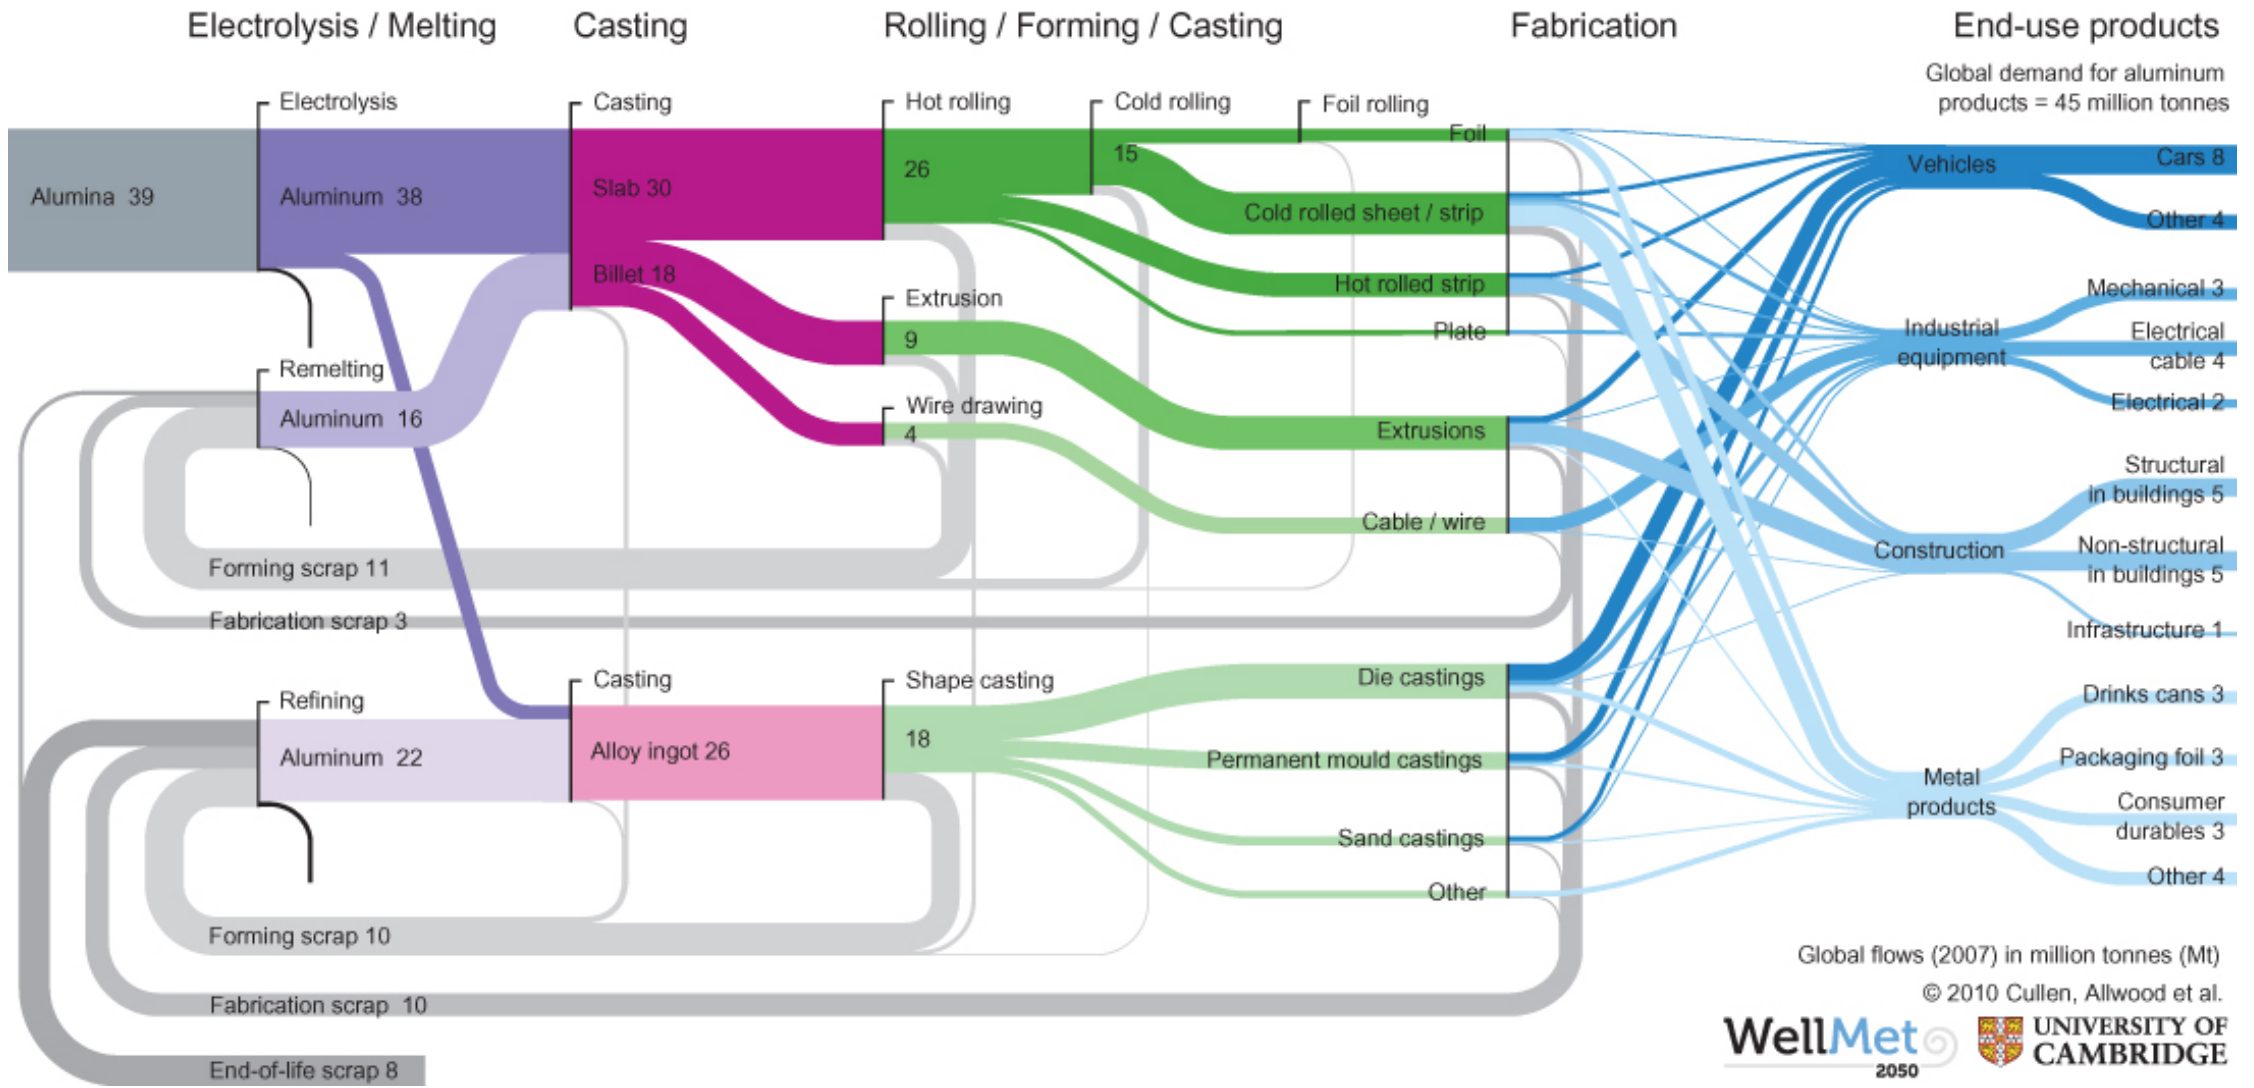 Electrolysis / Melting
Casting
Rolling / Forming / Casting
Fabrication
End-use products
Global demand for aluminum
products = 45 million tonnes
Electrolysis
Casting
Hot rolling
Cold rolling
Foil rolling
Foil
Alumina 39
Aluminum 38
Slab 30
26
15
Vehicles
Cars 8
Cold rolled sheet / strip
Other 4
Billet 18
Hot rolled strip
Mechanical 3
Extrusion
9
Plate
Industrial
equipment
Electrical
cable 4
Remelting
Aluminum 16
Wire drawing
4
Extrusions
Electrical 2
Structural
in buildings 5
Cable / wire
Construction
Non-structural
in buildings 5
Forming scrap 11
Fabrication scrap 3
Infrastructure 1
Refining
Casting
Shape casting
Die castings
Drinks cans 3
Aluminum 22
Alloy ingot 26
18
Permanent mould castings
Metal
products
Packaging foil 3
Consumer
durables 3
Sand castings
Other
Other 4
Forming scrap 10
Fabrication scrap 10
End-of-life scrap 8
Global flows (2007) in million tonnes (Mt)
© 2010 Cullen, Allwood et al.
WellMet
2050
UNIVERSITY OF
CAMBRIDGE